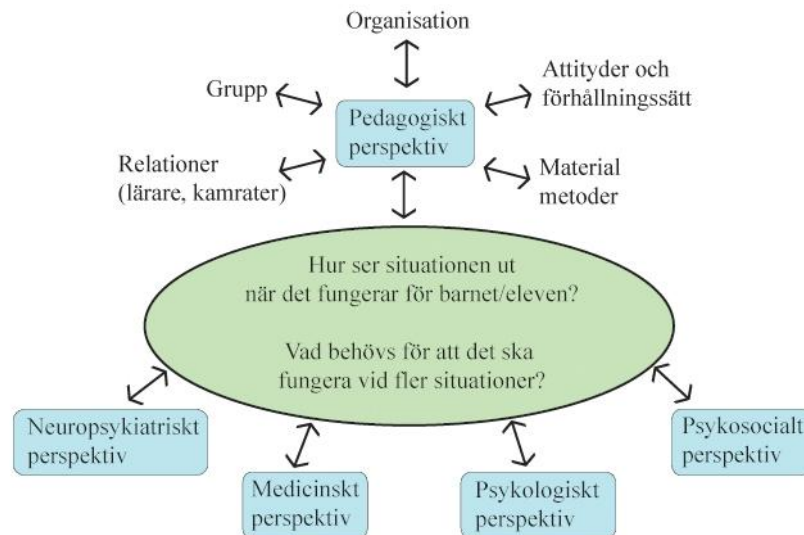 Organisation
Grupp
Attityder och
förhållningssätt
Pedagogiskt
perspektiv
Relationer
(lärare, kamrater)
Material
metoder
Hur ser situationen ut
när det fungerar för barnet/eleven?
Vad behövs för att det ska
fungera vid fler situationer?
Neuropsykiatriskt
perspektiv
Medicinskt
perspektiv
Psykologiskt
perspektiv
Psykosocialt
perspektiv